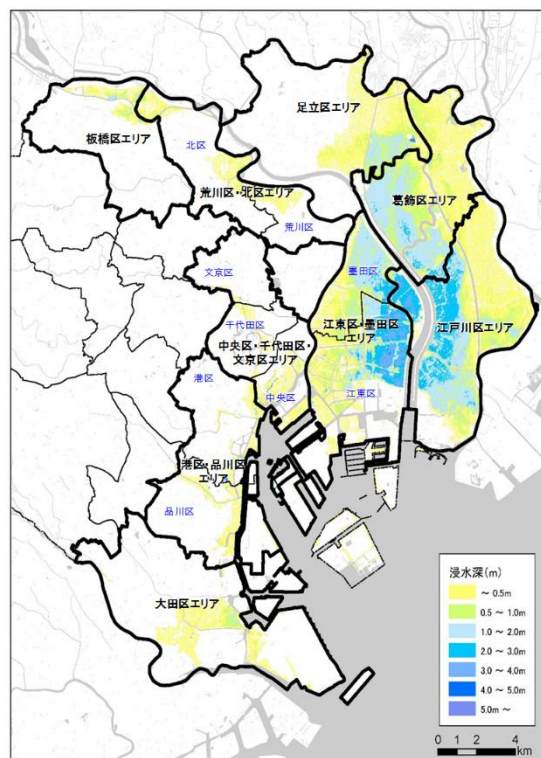 足立区エリア
板橋区エリア
北区
荒川区・北区エリア
葛飾区エリア
荒川区
文京区
墨田区
千代田区
江東区・墨田区
エリア
江戸川区エリア
中央区・千代田区・
文京区エリア
港区
中央区
江東区
港区・品川区
エリア
品川区
大田区エリア
浸水深(m)
~ 0.5m
0.5 ~ 1.0m
1.0 ~ 2.0m
2.0 ~ 3.0m
3.0 ~ 4.0m
4.0 ~ 5.0m
5.0m ~
0 1 2 4
km